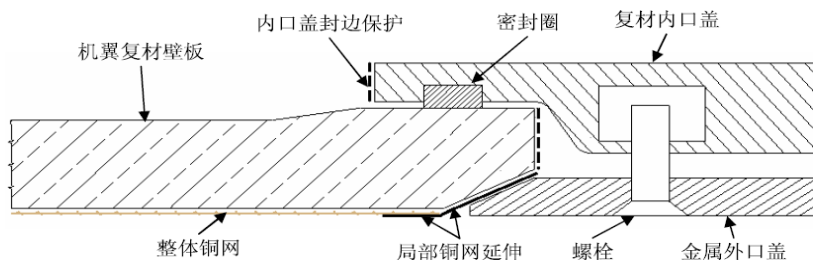 内口盖封边保护
密封圈
复材内口盖
机翼复材壁板
整体铜网
局部铜网延伸
螺栓
金属外口盖